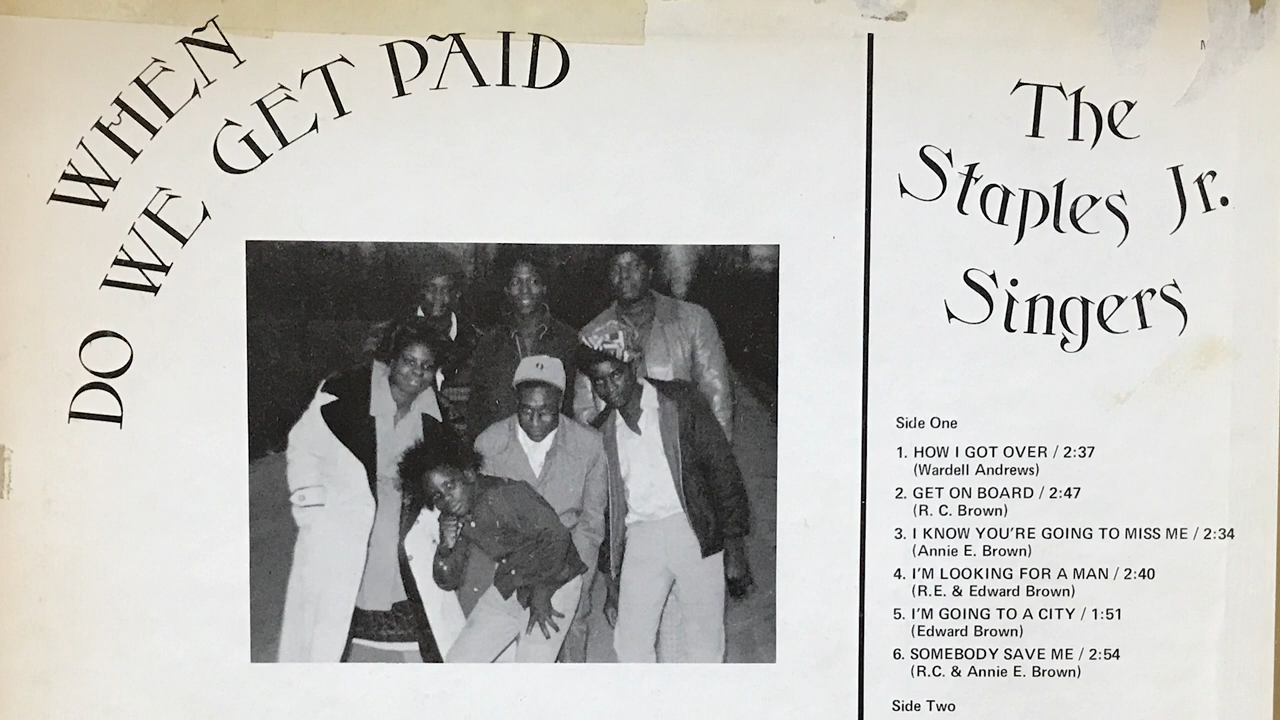 WHEN
DO WE GET PAID
The
Staples Jr.
Singers
Side One
1. HOW I GOT OVER / 2:37
(Wardell Andrews)
2. GET ON BOARD / 2:47
(R. C. Brown)
3. I KNOW YOU'RE GOING TO MISS ME / 2:34
(Annie E. Brown)
4. I'M LOOKING FOR A MAN / 2:40
(R.E. & Edward Brown)
5. I'M GOING TO A CITY / 1:51
(Edward Brown)
6. SOMEBODY SAVE ME / 2:54
(R.C. & Annie E. Brown)
Side Two